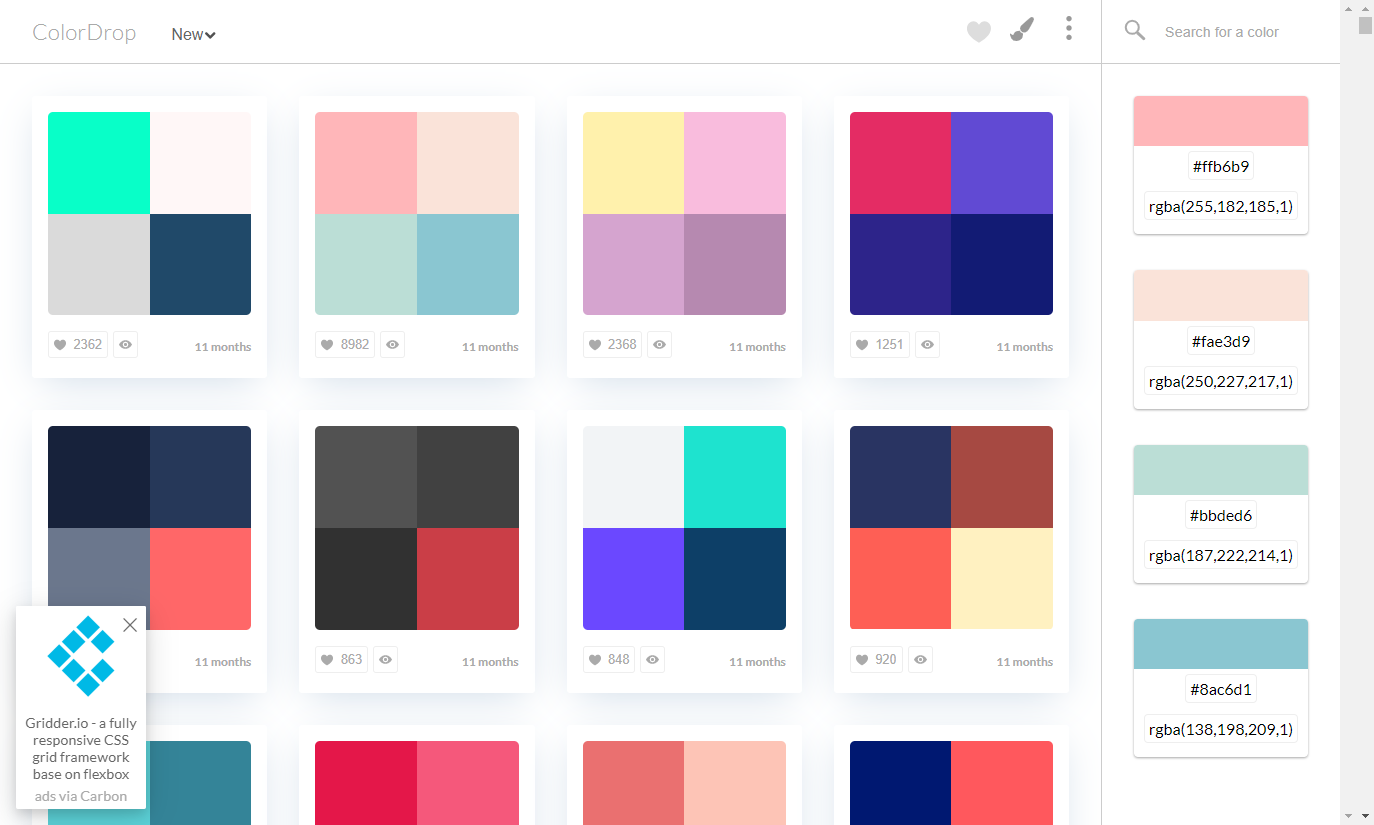 ColorDrop
New
Search for a color
2362
11 months
8982
11 months
2368
11 months
1251
11 months
11 months
863
11 months
848
11 months
920
11 months
Gridder.io - a fully
responsive CSS
grid framework
base on flexbox
ads via Carbon
#ffb6b9
rgba(255,182,185,1)
#fae3d9
rgba(250,227,217,1)
#bbded6
rgba(187,222,214,1)
#8ac6d1
rgba(138,198,209,1)